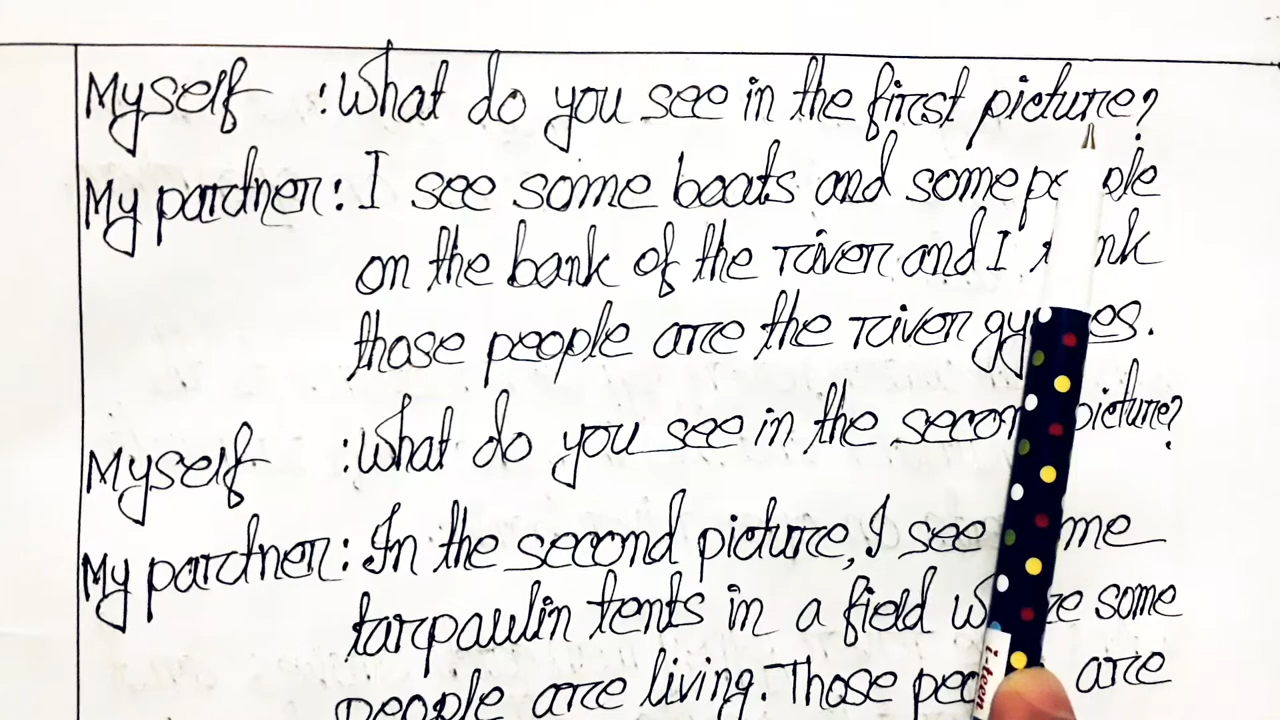 Myself : What do you see in the first picture?
My pardner : I see some boats and some people
on the bank of the river and I think
those people are the river gypsies.
Myself : What do you see in the second picture?
My pardner : In the second picture, I see some
tarpaulin tents in a field where some
people are living. Those people are
i-teen